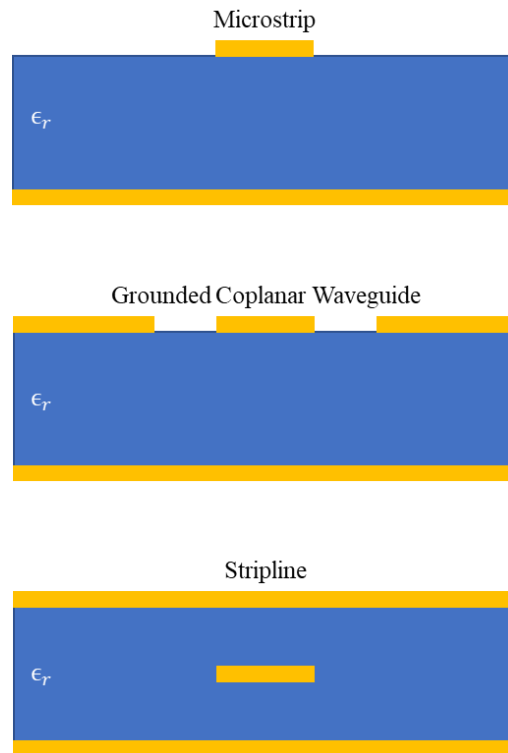 Microstrip
ϵr
Grounded Coplanar Waveguide
ϵr
Stripline
ϵr